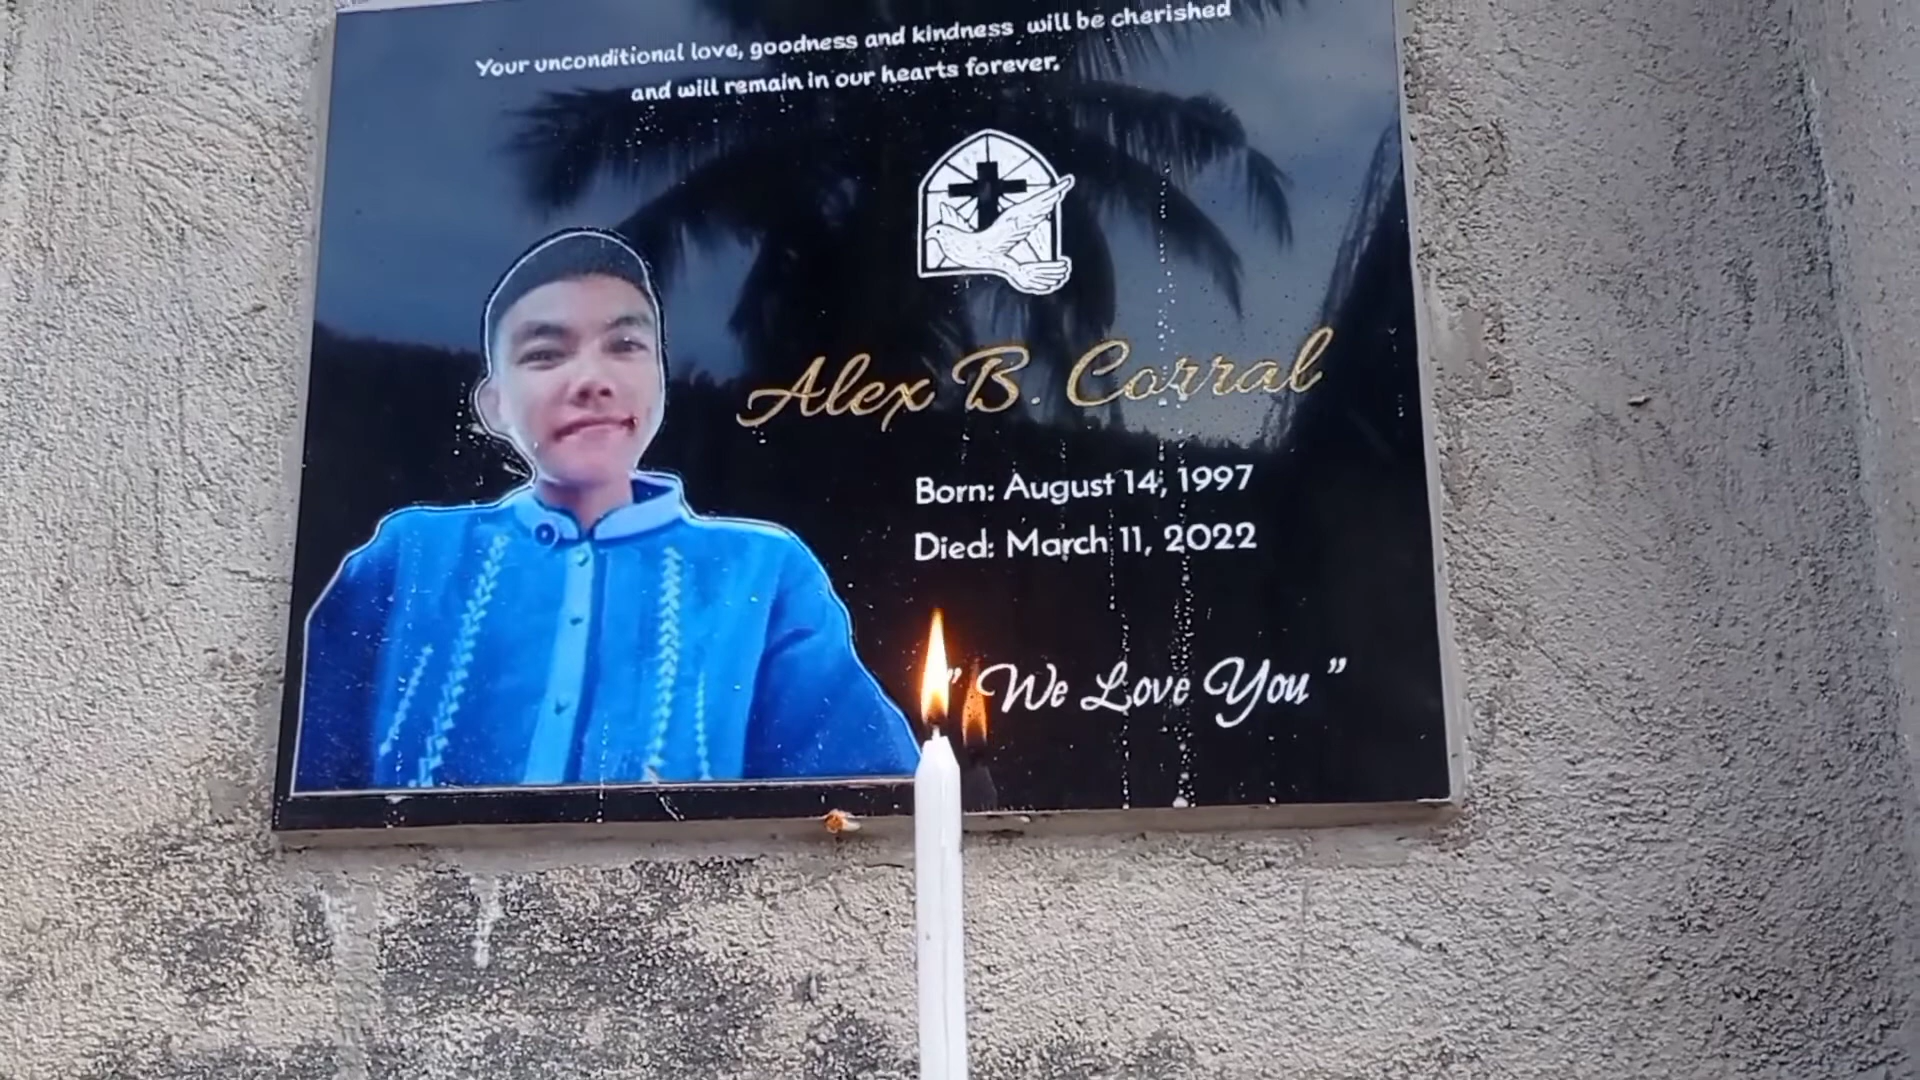 Your unconditional love, goodness and kindness will be cherished
and will remain in our hearts forever.
Alex B. Corral
Born: August 14, 1997
Died: March 11, 2022
" We Love You "